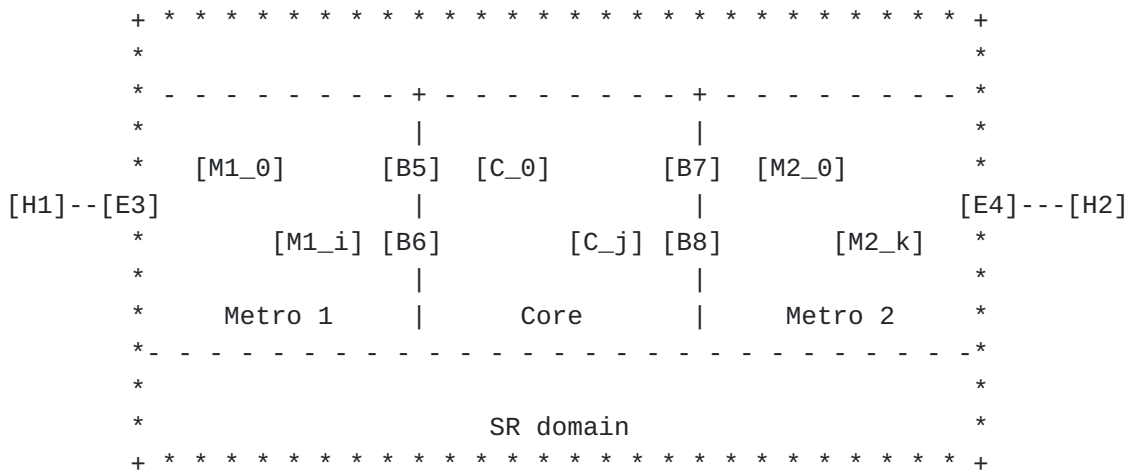 + * * * * * * * * * * * * * * * * * * * * * * * * * +
* *
* - - - - - - - - + - - - - - - - - + - - - - - - - - *
* | | *
* [M1_0] [B5] [C_0] [B7] [M2_0] *
[H1]--[E3] | | [E4]---[H2]
* [M1_i] [B6] [C_j] [B8] [M2_k] *
* | | *
* Metro 1 | Core | Metro 2 *
*- - - - - - - - - - - - - - - - - - - - - - - - - -*
* *
* SR domain *
+ * * * * * * * * * * * * * * * * * * * * * * * * * +